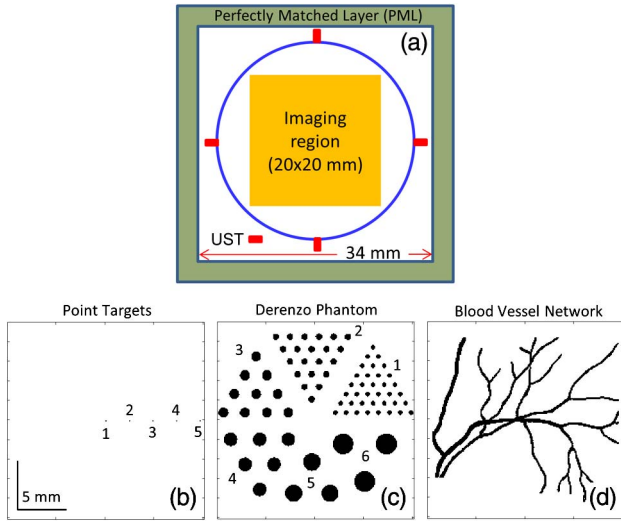 Perfectly Matched Layer (PML)
(a)
Imaging
region
(20x20 mm)
UST
34 mm
Point Targets
2 4
1 3 5
5 mm
(b)
Derenzo Phantom
2
3
1
6
4
5
(c)
Blood Vessel Network
(d)